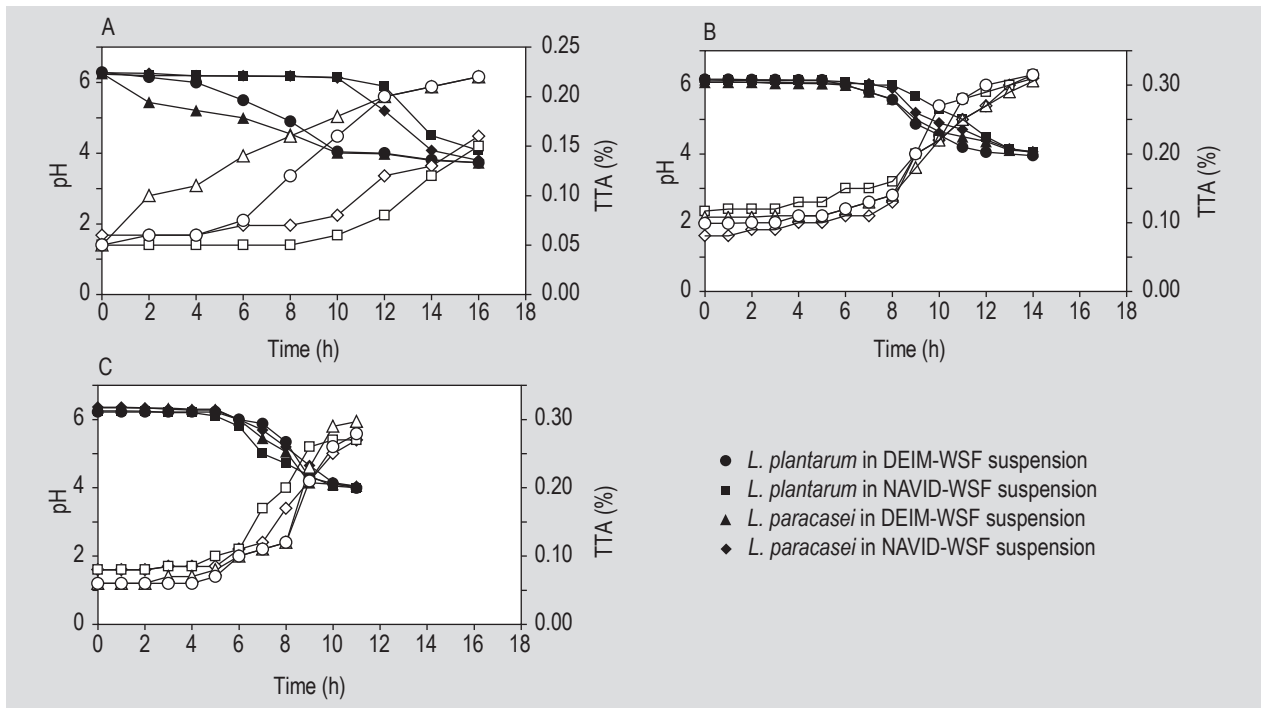 A
B
6
4
2
0
pH
0.25
0.20
0.15
0.10
0.05
0.00
TTA (%)
0 2 4 6 8 10 12 14 16 18
Time (h)
6
4
2
0
pH
0.30
0.20
0.10
0.00
TTA (%)
0 2 4 6 8 10 12 14 16 18
Time (h)
C
6
4
2
0
pH
0.30
0.20
0.10
0.00
TTA (%)
0 2 4 6 8 10 12 14 16 18
Time (h)
L. plantarum in DEIM-WSF suspension
L. plantarum in NAVID-WSF suspension
L. paracasei in DEIM-WSF suspension
L. paracasei in NAVID-WSF suspension